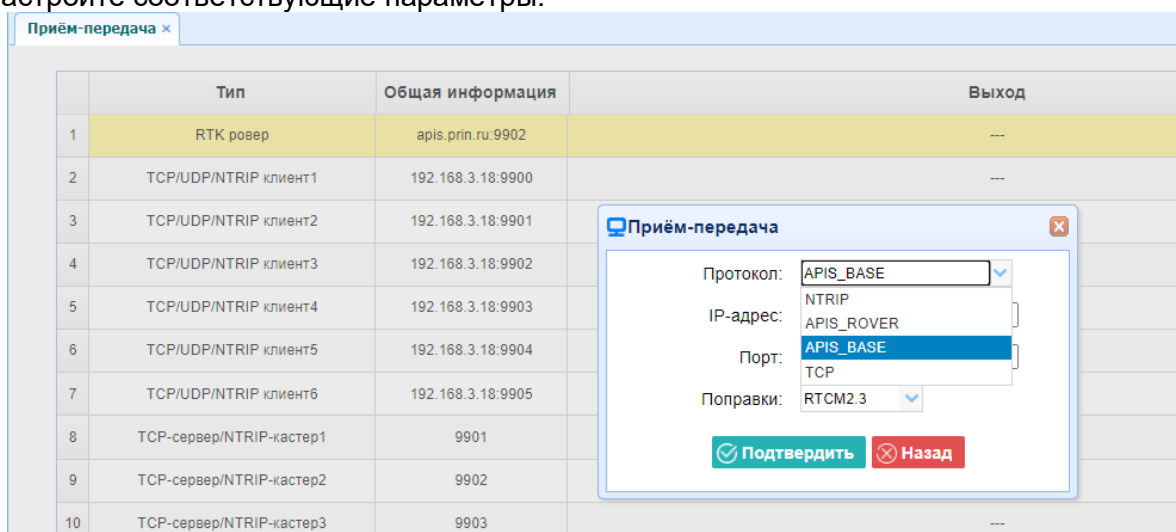 астройте соответствующие параметры.
Приём-передача ×
Тип Общая информация Выход
1 RTK ровер apis.prin.ru:9902 ---
2 TCP/UDP/NTRIP клиент1 192.168.3.18:9900 ---
3 TCP/UDP/NTRIP клиент2 192.168.3.18:9901
4 TCP/UDP/NTRIP клиент3 192.168.3.18:9902
5 TCP/UDP/NTRIP клиент4 192.168.3.18:9903
6 TCP/UDP/NTRIP клиент5 192.168.3.18:9904
7 TCP/UDP/NTRIP клиент6 192.168.3.18:9905
8 TCP-сервер/NTRIP-кастер1 9901
9 TCP-сервер/NTRIP-кастер2 9902
10 TCP-сервер/NTRIP-кастер3 9903 ---
Приём-передача
Протокол: APIS_BASE
NTRIP
IP-адрес:
APIS_ROVER
APIS_BASE
Порт:
TCP
Поправки: RTCM2.3
Подтвердить Назад